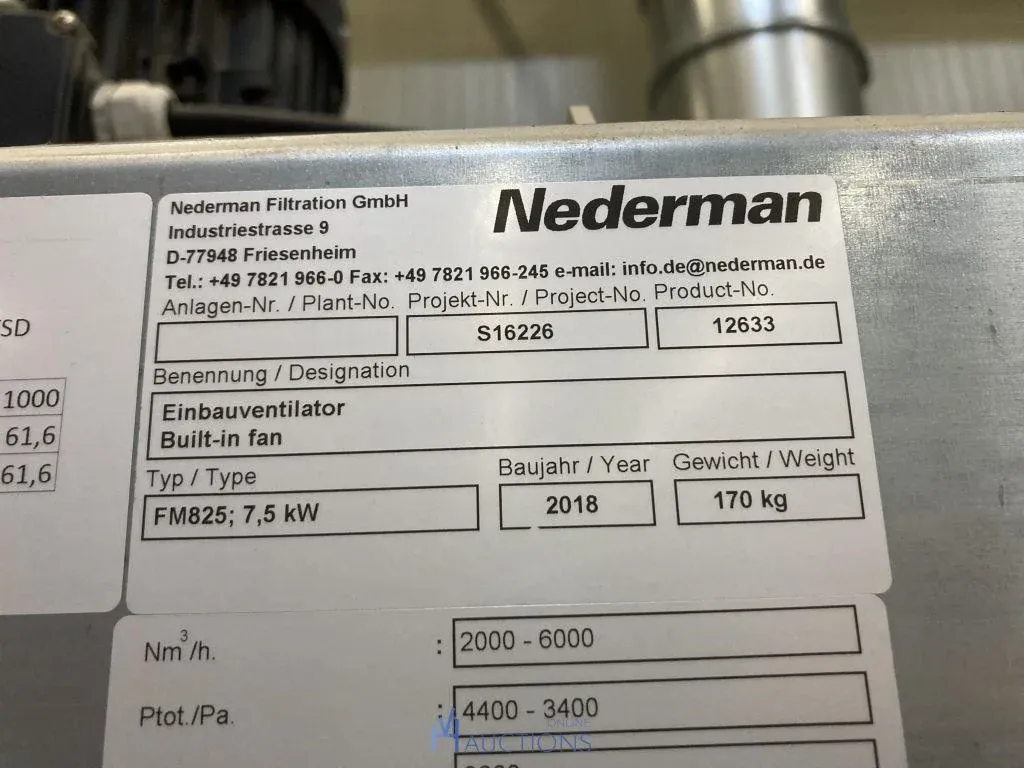 SD
1000
61,6
61,6
Nederman Filtration GmbH
Industriestrasse 9
D-77948 Friesenheim
Tel.: +49 7821 966-0 Fax: +49 7821 966-245 e-mail: info.de@nederman.de
Nederman
Anlagen-Nr. / Plant-No. Projekt-Nr. / Project-No. Product-No.
S16226 12633
Benennung / Designation
Einbauventilator
Built-in fan
Typ / Type Baujahr / Year Gewicht / Weight
FM825; 7,5 kW 2018 170 kg
Nm³/h. : 2000 - 6000
Ptot./Pa. : 4400 - 3400
ONLINE
AUCTIONS